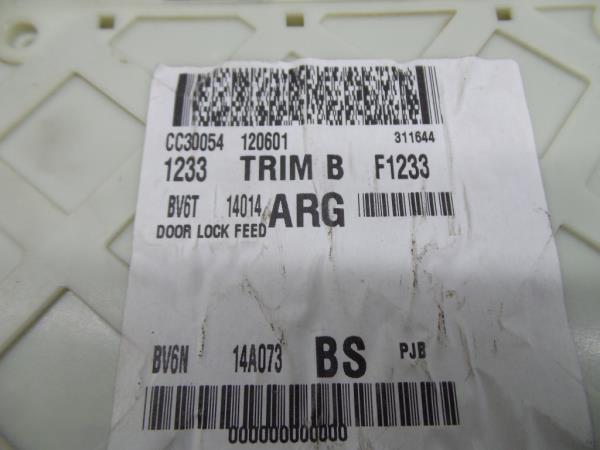 CC30054 120601 311644
1233 TRIM B F1233
BV6T 14014 ARG
DOOR LOCK FEED
BV6N 14A073 BS PJB
000000000000